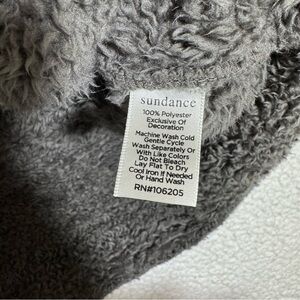 sundance
100% Polyester
Exclusive Of
Decoration
Machine Wash Cold
Gentle Cycle
Wash Separately Or
With Like Colors
Do Not Bleach
Lay Flat To Dry
Cool Iron If Needed
Or Hand Wash
RN#106205